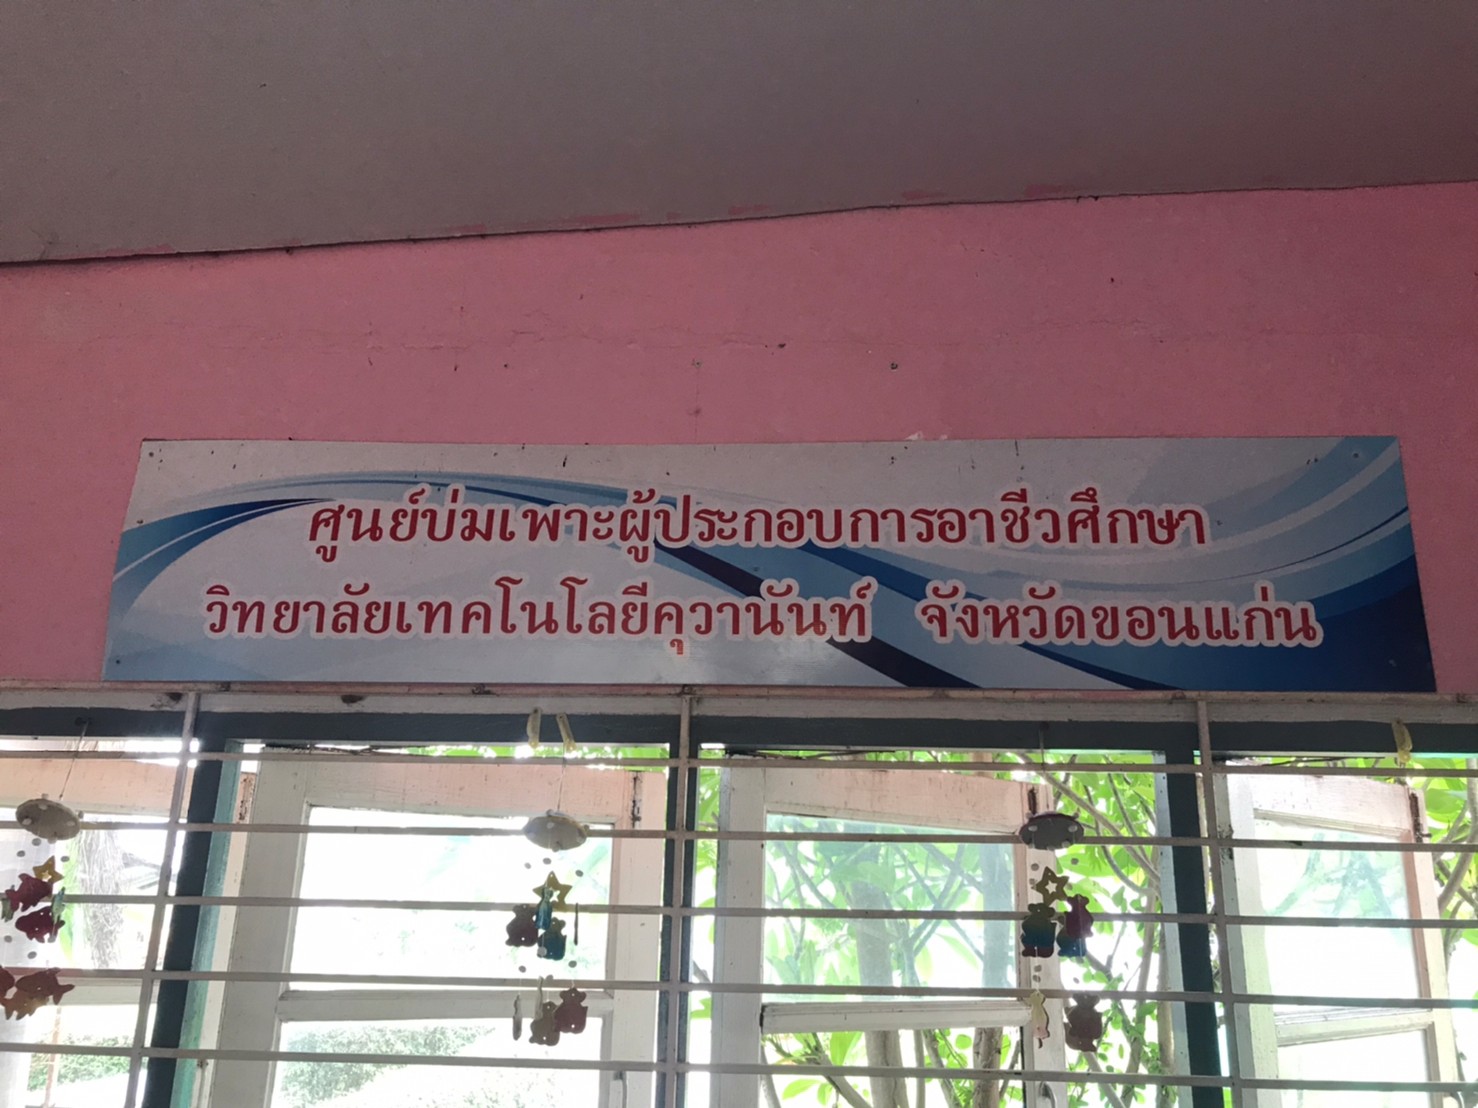 ศูนย์บ่มเพาะผู้ประกอบการอาชีวศึกษา
วิทยาลัยเทคโนโลยีคุวานันท์ จังหวัดขอนแก่น